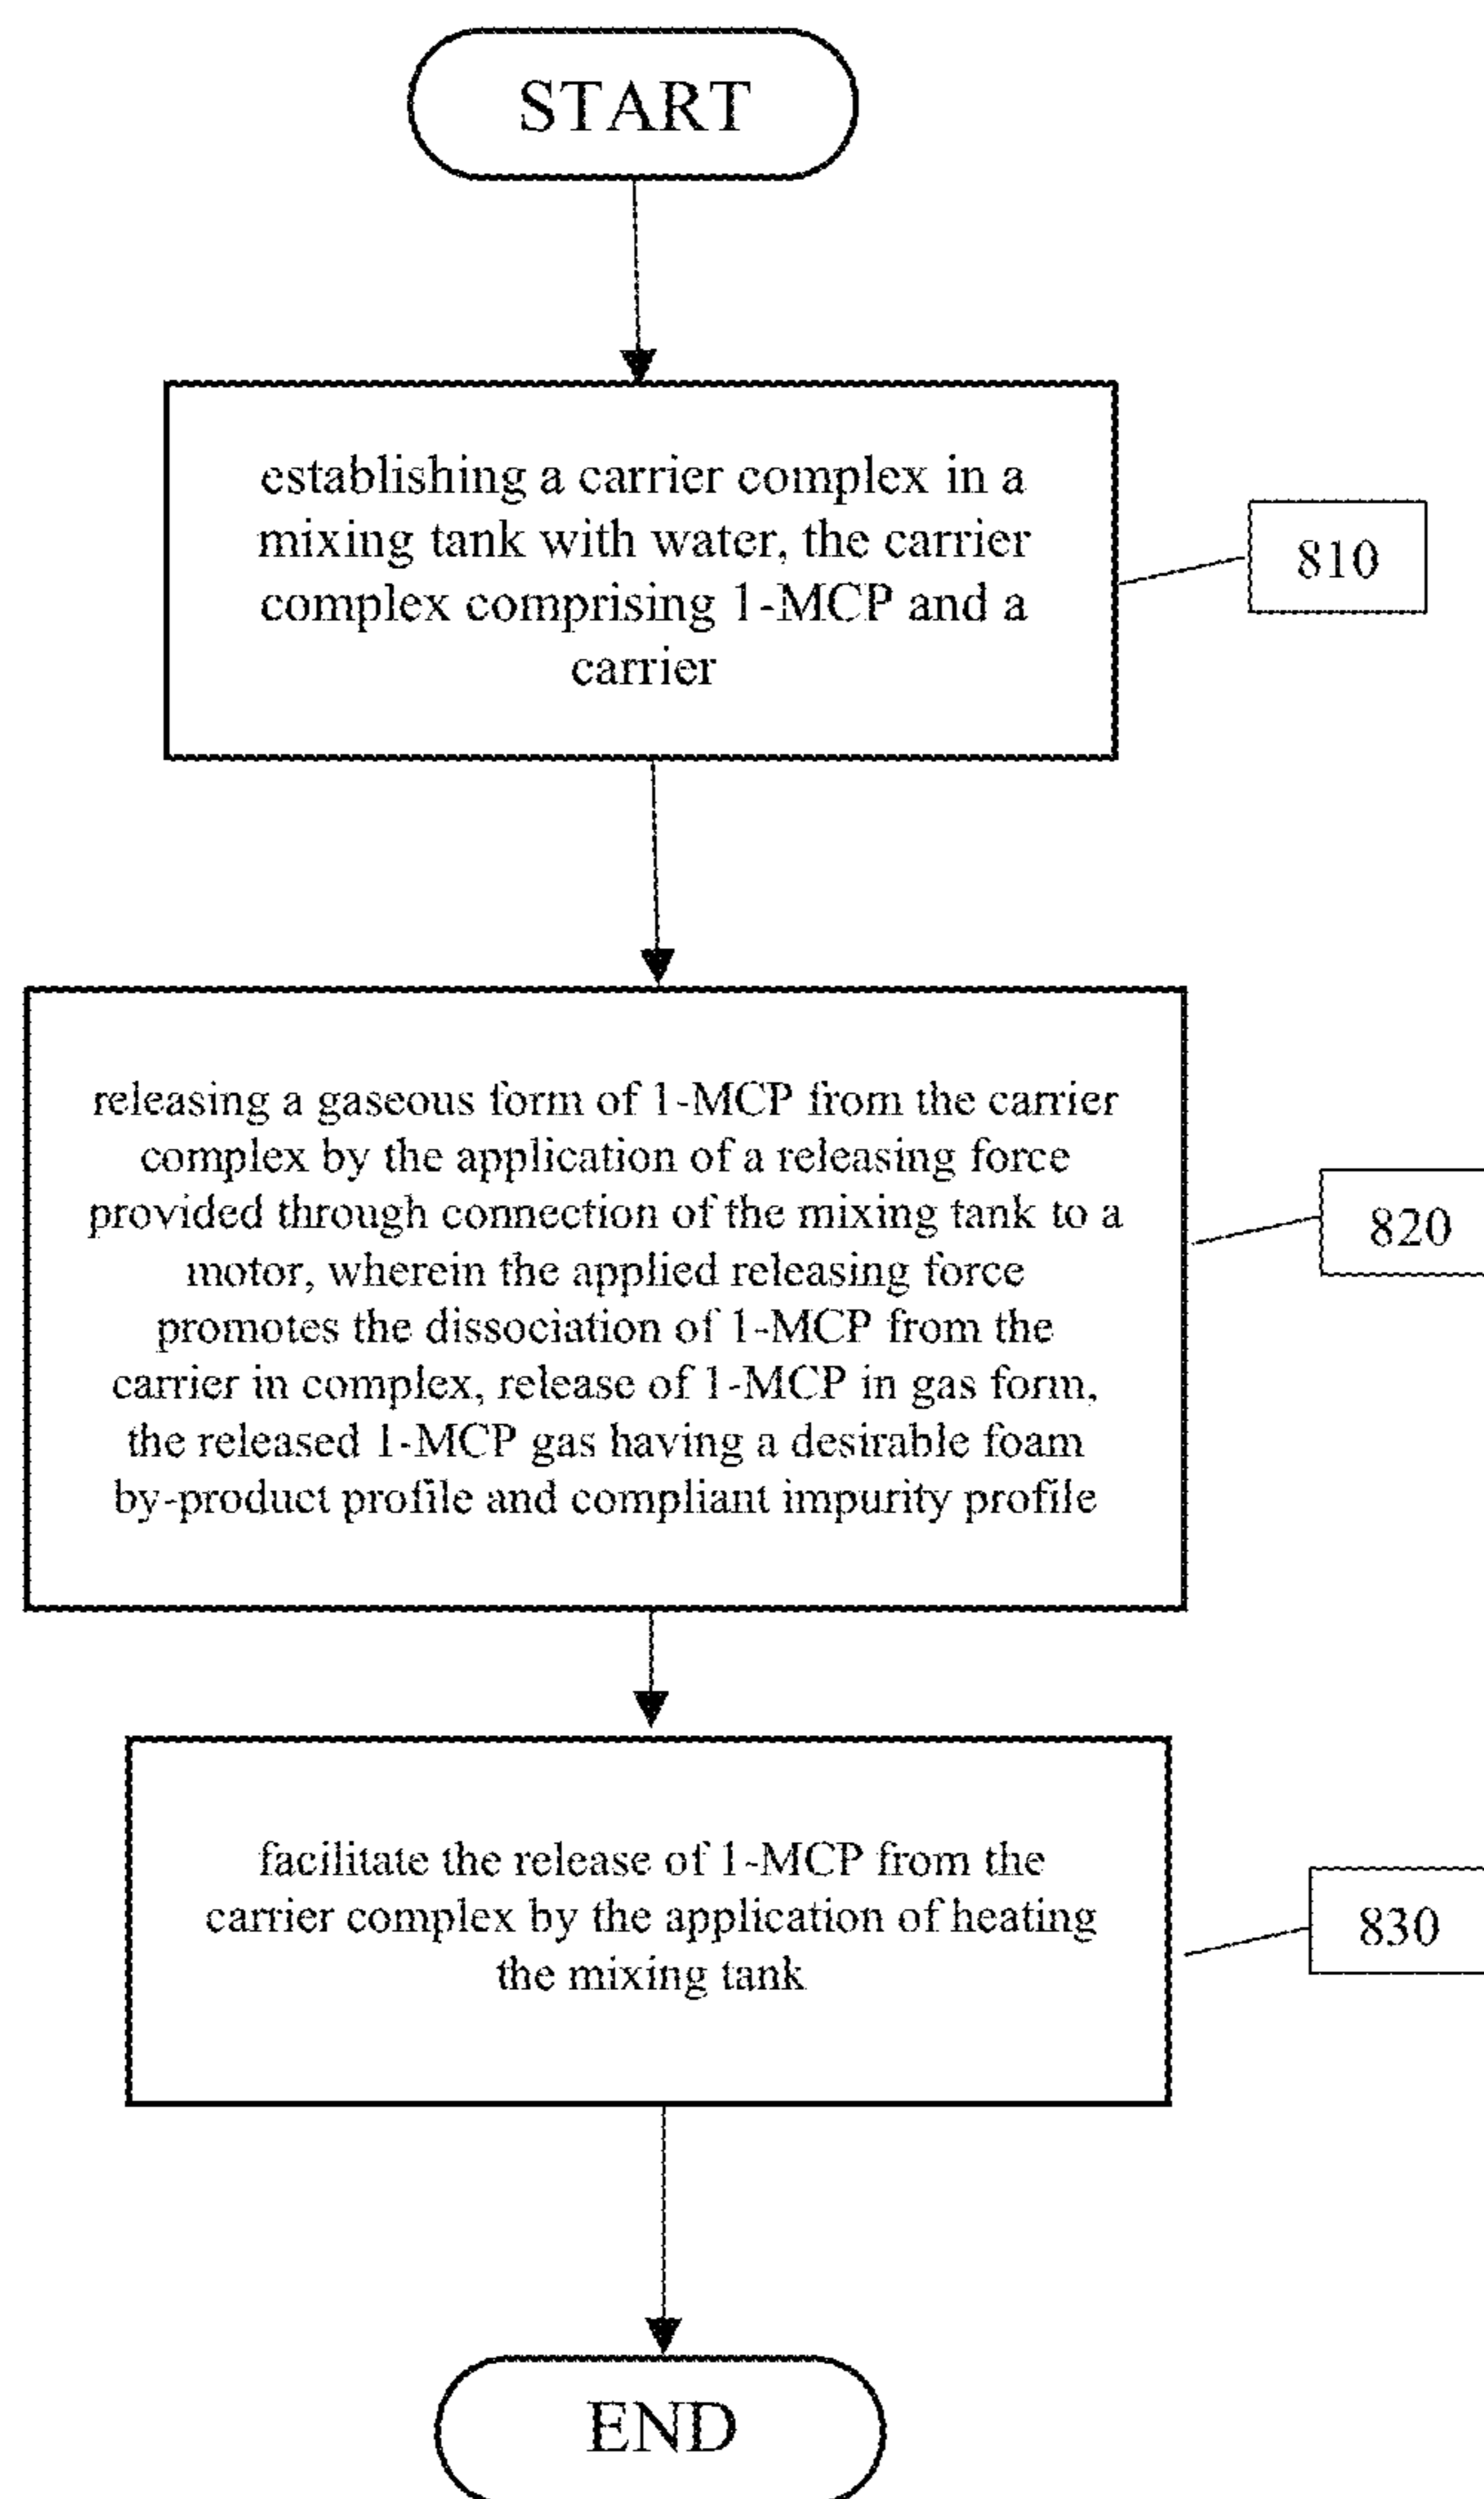 START
establishing a carrier complex in a
mixing tank with water, the carrier
complex comprising 1-MCP and a
carrier
810
releasing a gaseous form of 1-MCP from the carrier
complex by the application of a releasing force
provided through connection of the mixing tank to a
motor, wherein the applied releasing force
promotes the dissociation of 1-MCP from the
carrier in complex, release of 1-MCP in gas form,
the released 1-MCP gas having a desirable foam
by-product profile and compliant impurity profile
820
facilitate the release of 1-MCP from the
carrier complex by the application of heating
the mixing tank
830
END